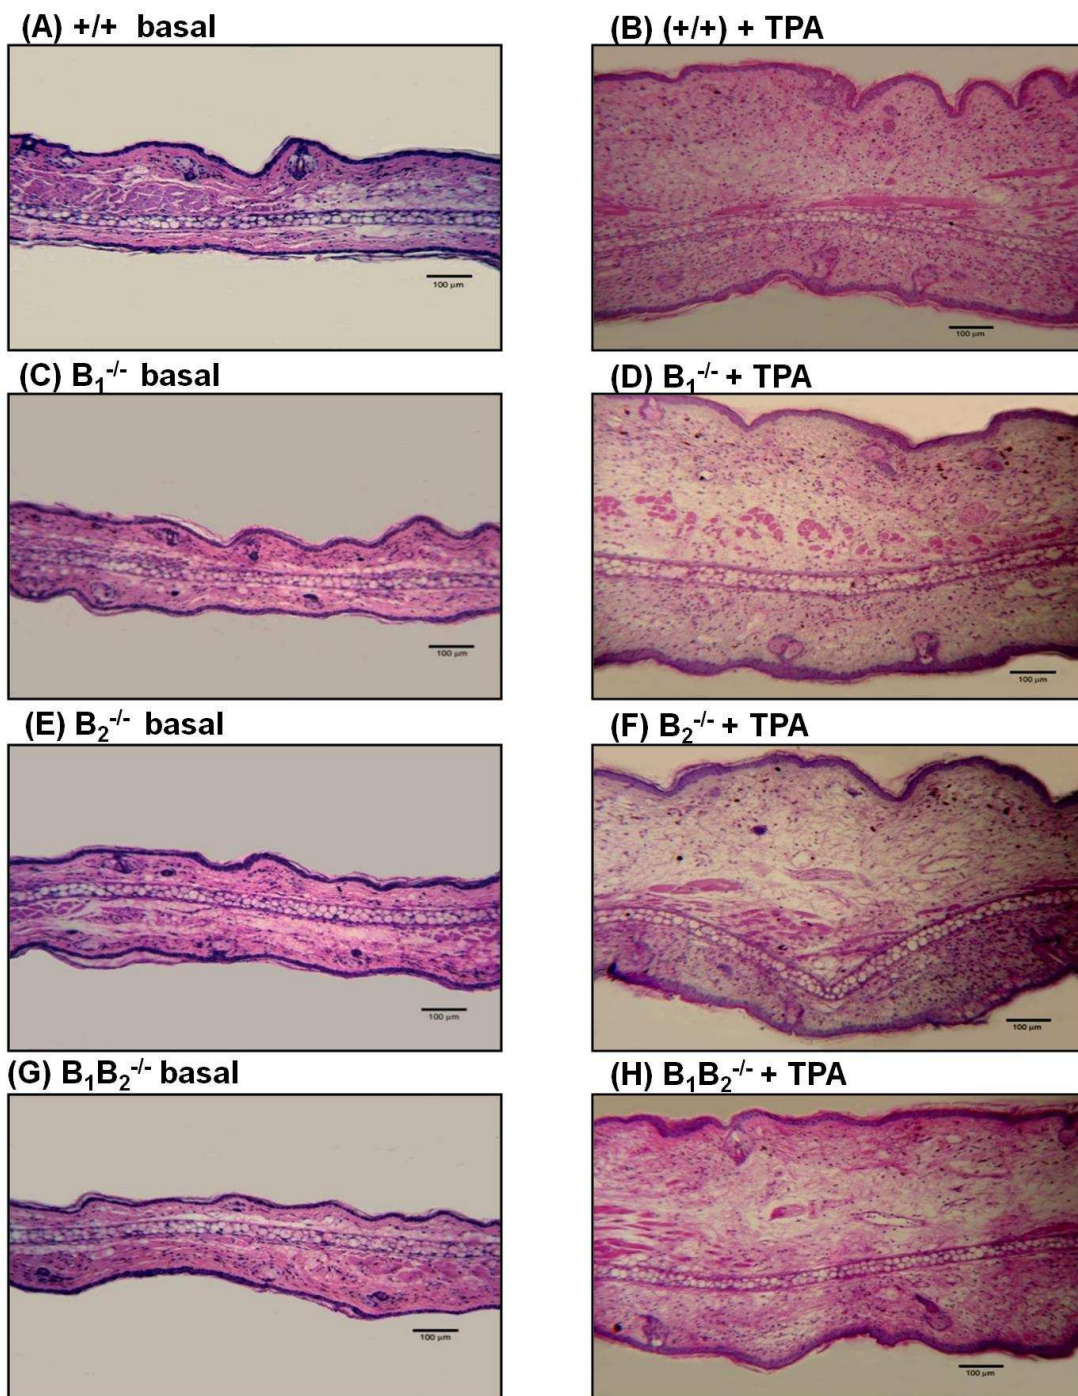 (A) +/+ basal
(B) (+/+) + TPA
100 µm
100 µm
(C) B₁⁻/⁻ basal
(D) B₁⁻/⁻ + TPA
100 µm
100 µm
(E) B₂⁻/⁻ basal
(F) B₂⁻/⁻ + TPA
100 µm
100 µm
(G) B₁B₂⁻/⁻ basal
(H) B₁B₂⁻/⁻ + TPA
100 µm
100 µm